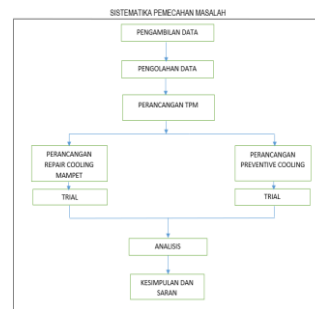 SISTEMATIKA PEMECAHAN MASALAH
PENGAMBILAN DATA
PENGOLAHAN DATA
PERANCANGAN TPM
PERANCANGAN
REPAIR COOLING
MAMPET
PERANCANGAN
PREVENTIVE COOLING
TRIAL
TRIAL
ANALISIS
KESIMPULAN DAN
SARAN